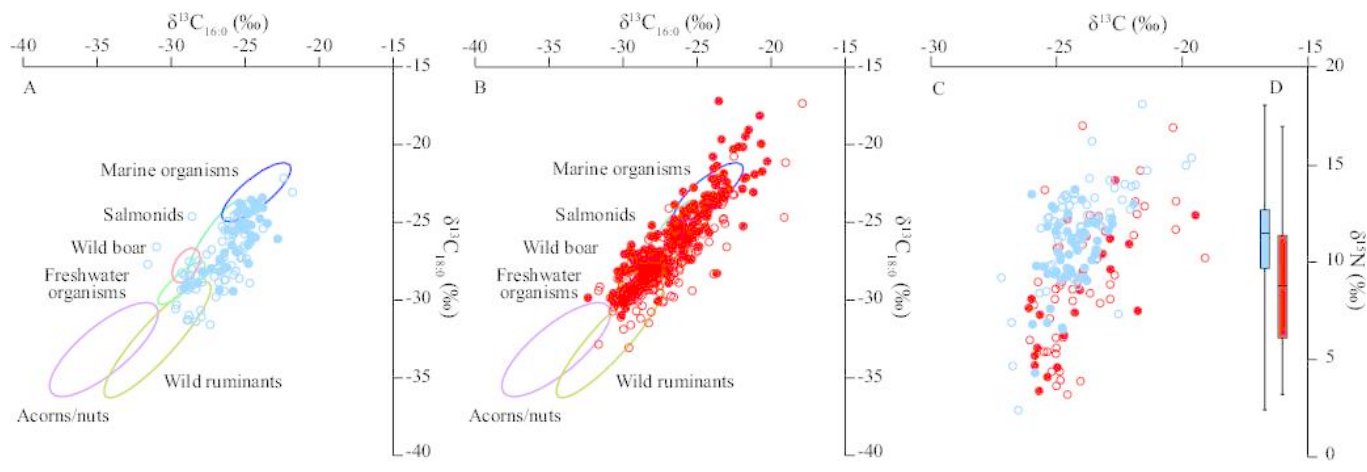 δ¹³C₁₆:₀ (‰)
-40 -35 -30 -25 -20 -15
A
Marine organisms
Salmonids
Wild boar
Freshwater
organisms
Wild ruminants
Acorns/nuts
-15
-20
-25
-30
-35
-40
δ¹³C₁₈:₀ (‰)
δ¹³C₁₆:₀ (‰)
-40 -35 -30 -25 -20 -15
B
Marine organisms
Salmonids
Wild boar
Freshwater
organisms
Wild ruminants
Acorns/nuts
-15
-20
-25
-30
-35
-40
δ¹³C₁₈:₀ (‰)
δ¹³C (‰)
-30 -25 -20 -15
C D
20
15
10
5
0
δ¹⁵N (‰)